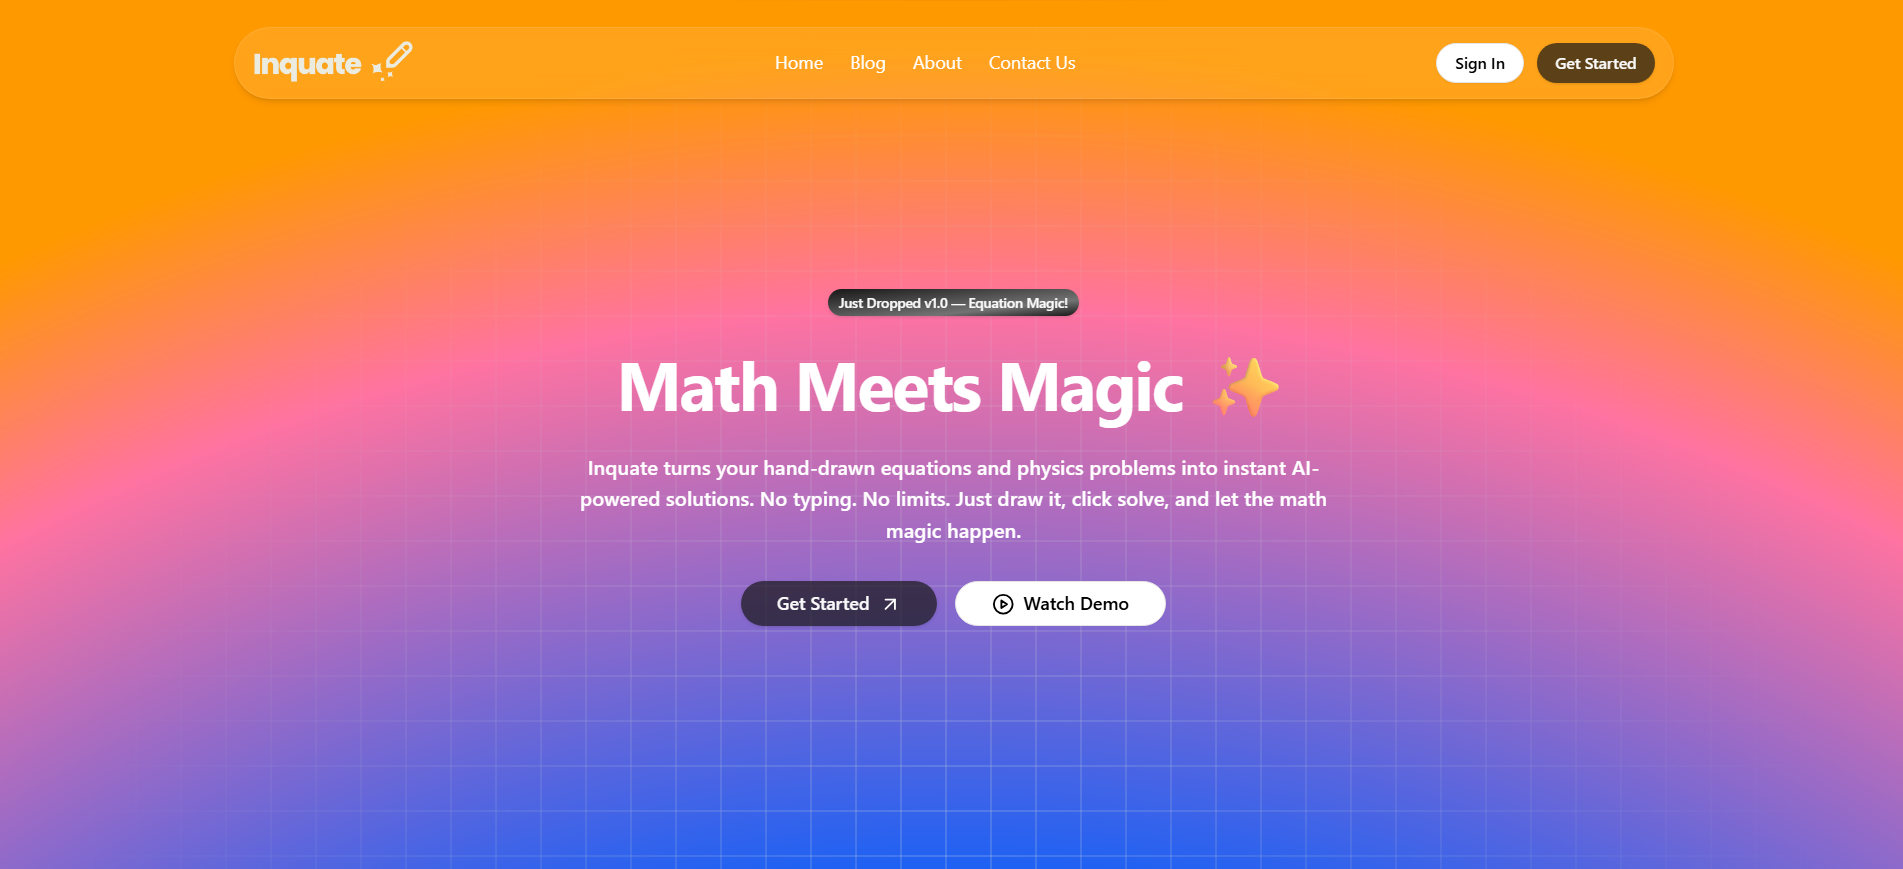 Inquate
Home Blog About Contact Us
Sign In Get Started
Just Dropped v1.0 — Equation Magic!
Math Meets Magic ✨
Inquate turns your hand-drawn equations and physics problems into instant AI-
powered solutions. No typing. No limits. Just draw it, click solve, and let the math
magic happen.
Get Started
Watch Demo